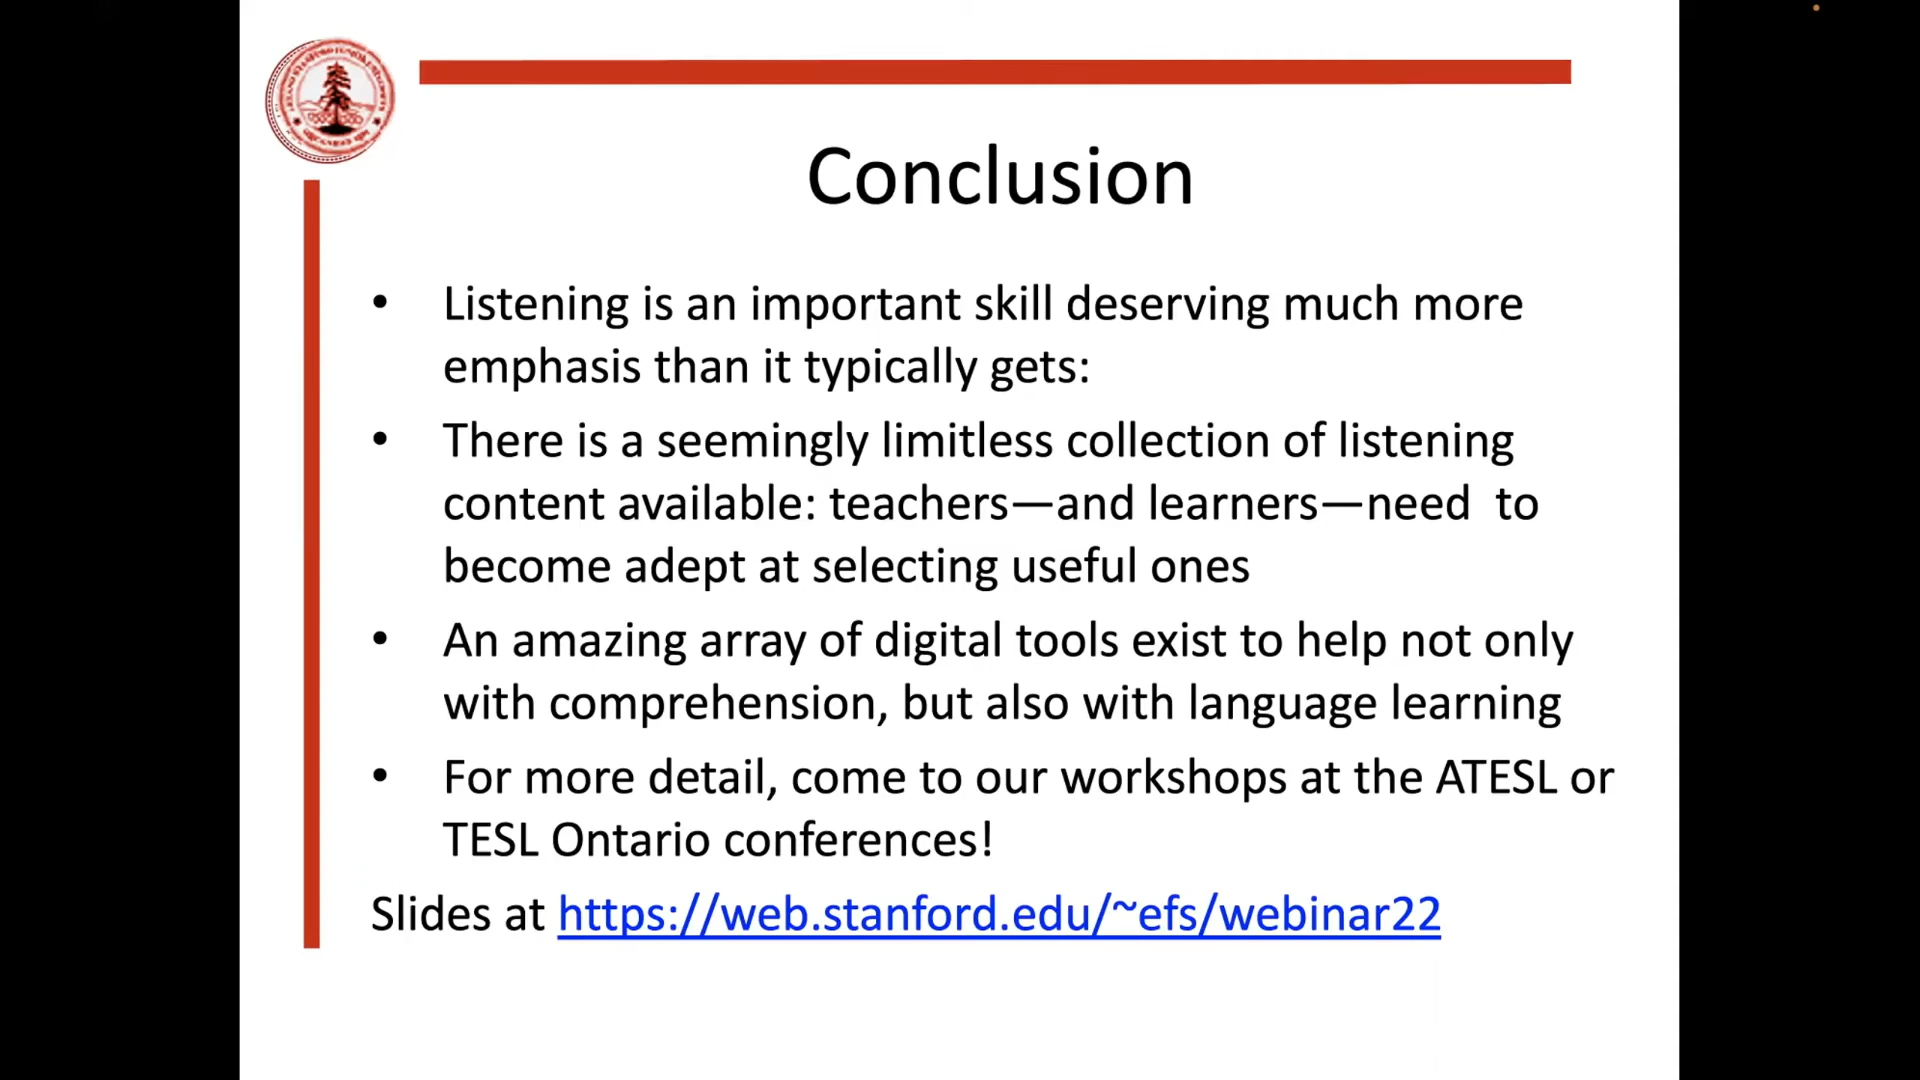 Conclusion
• Listening is an important skill deserving much more
emphasis than it typically gets:
• There is a seemingly limitless collection of listening
content available: teachers—and learners—need  to
become adept at selecting useful ones
• An amazing array of digital tools exist to help not only
with comprehension, but also with language learning
• For more detail, come to our workshops at the ATESL or
TESL Ontario conferences!
Slides at https://web.stanford.edu/~efs/webinar22